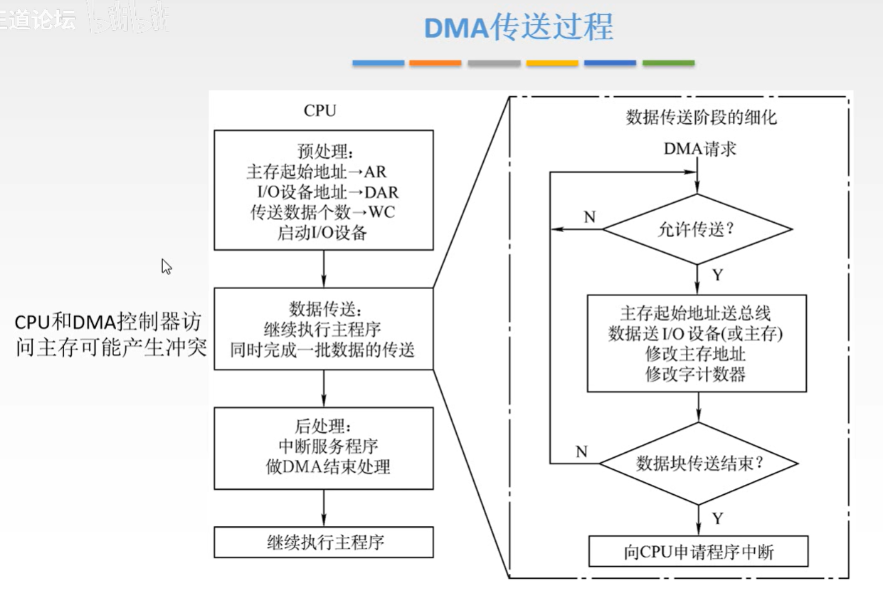 王道论坛
DMA传送过程
CPU
预处理：
主存起始地址→AR
I/O设备地址→DAR
传送数据个数→WC
启动I/O设备
数据传送：
继续执行主程序
同时完成一批数据的传送
CPU和DMA控制器访
问主存可能产生冲突
后处理：
中断服务程序
做DMA结束处理
继续执行主程序
数据传送阶段的细化
DMA请求
允许传送？
N
Y
主存起始地址送总线
数据送I/O设备(或主存)
修改主存地址
修改字计数器
数据块传送结束？
N
Y
向CPU申请程序中断